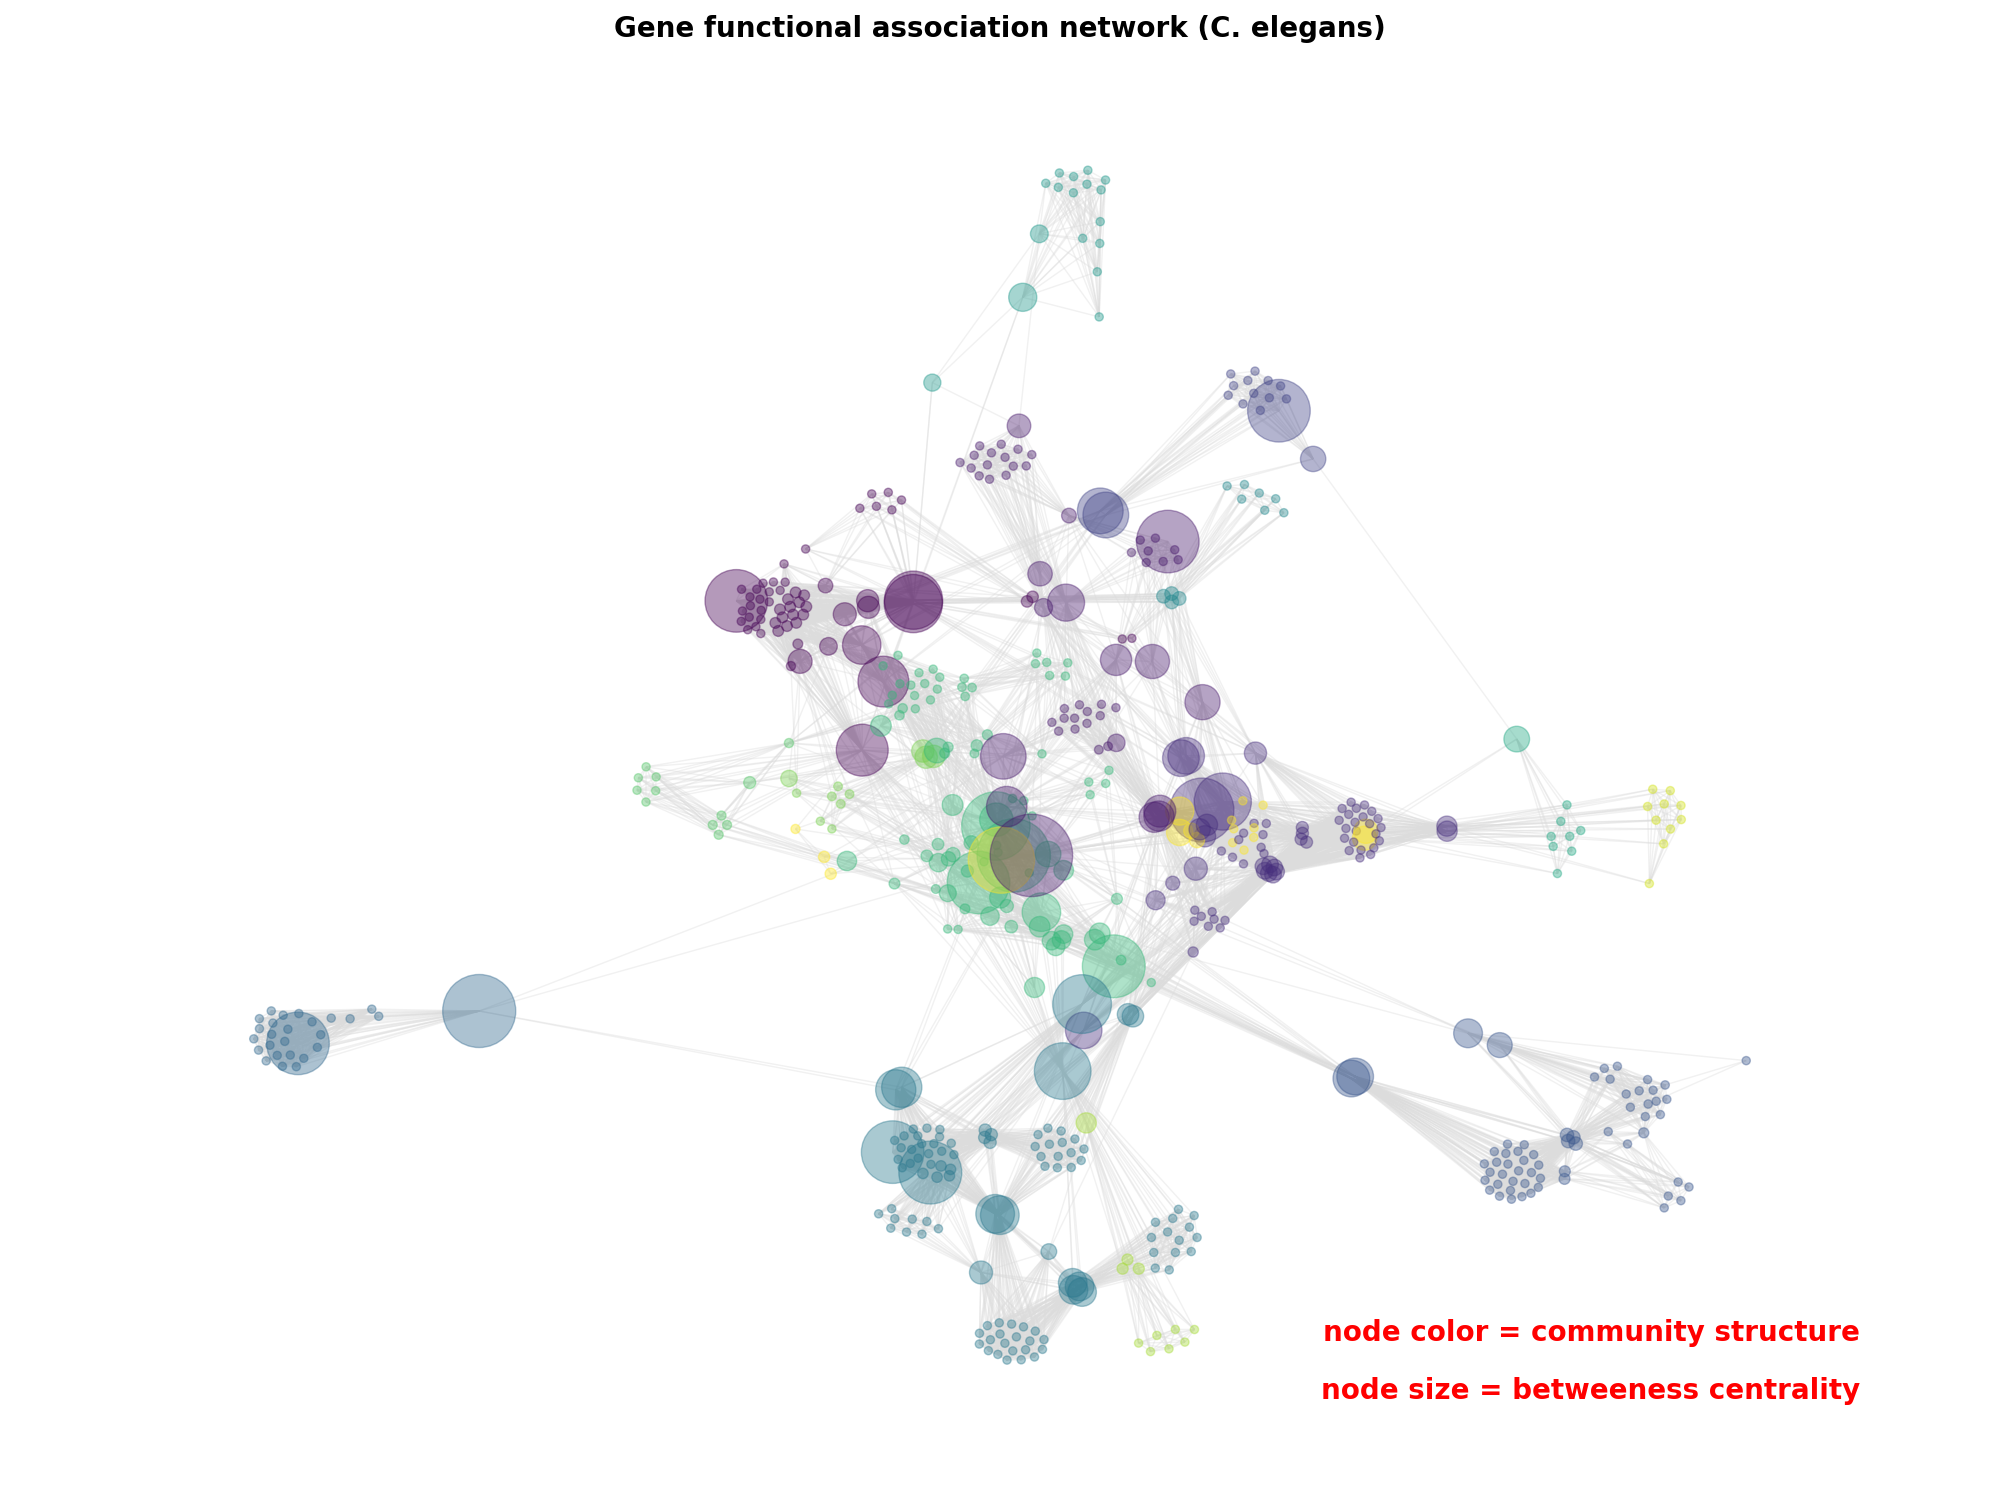 Gene functional association network (C. elegans)
node color = community structure
node size = betweeness centrality